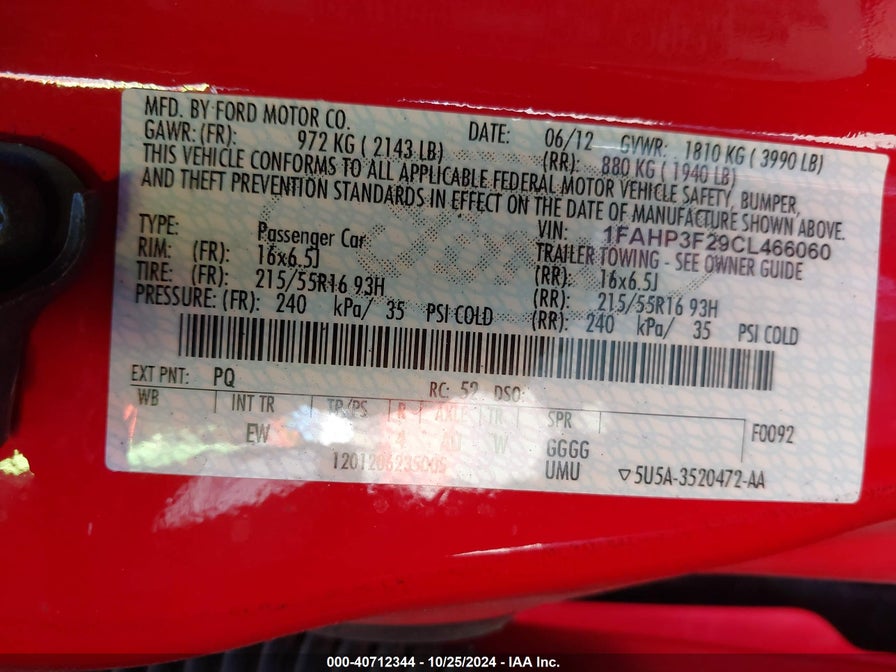 MFD. BY FORD MOTOR CO. DATE: 06/12 GVWR: 1810 KG ( 3990 LB)
GAWR: (FR): 972 KG ( 2143 LB) (RR): 880 KG ( 1940 LB)
THIS VEHICLE CONFORMS TO ALL APPLICABLE FEDERAL MOTOR VEHICLE SAFETY, BUMPER,
AND THEFT PREVENTION STANDARDS IN EFFECT ON THE DATE OF MANUFACTURE SHOWN ABOVE.
VIN: 1FAHP3F29CL466060
TYPE: Passenger Car TRAILER TOWING - SEE OWNER GUIDE
RIM: (FR): 16x6.5J (RR): 16x6.5J
TIRE: (FR): 215/55R16 93H (RR): 215/55R16 93H
PRESSURE: (FR): 240 kPa/ 35 PSI COLD (RR): 240 kPa/ 35 PSI COLD
EXT PNT: PQ RC: 52 DSO:
WB INT TR TP/PS R AXLE TR SPR
EW 4 W GGGG F0092
UMU
▽5U5A-3520472-AA
000-40712344 - 10/25/2024 - IAA Inc.